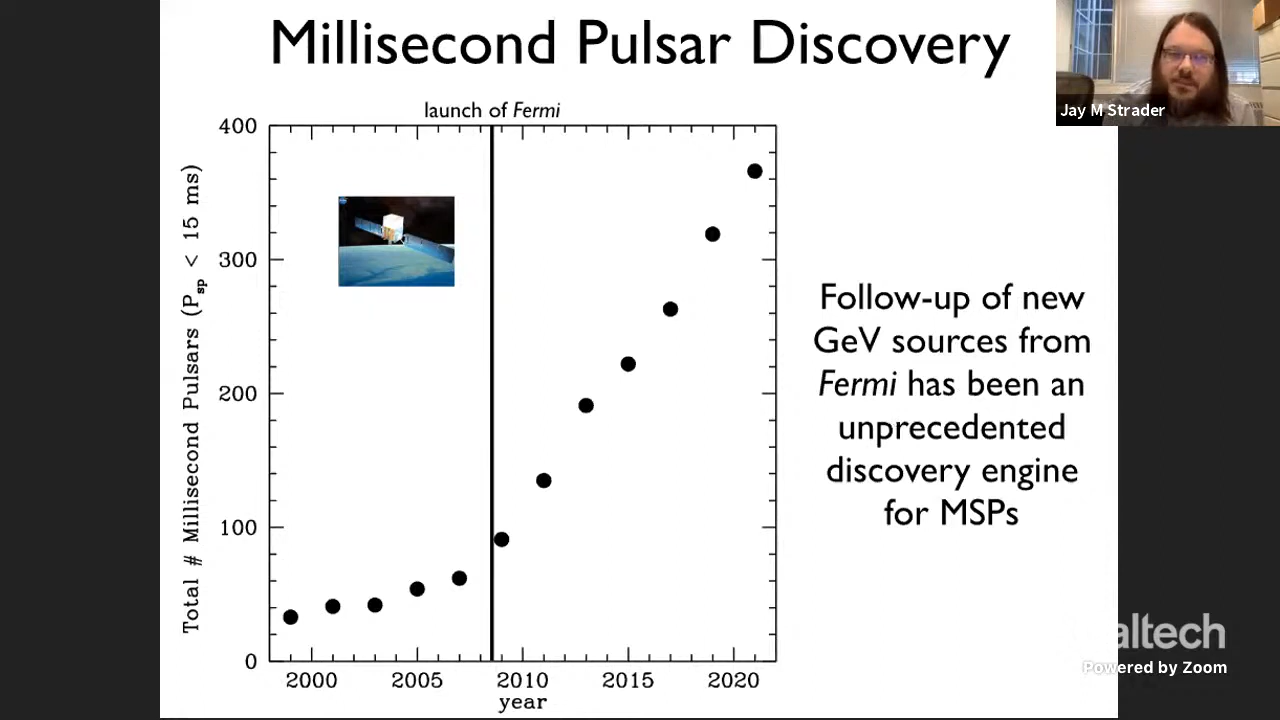 Millisecond Pulsar Discovery
Jay M Strader
launch of Fermi
400
300
200
100
0
Total # Millisecond Pulsars (Psp < 15 ms)
2000 2005 2010 2015 2020
year
Follow-up of new
GeV sources from
Fermi has been an
unprecedented
discovery engine
for MSPs
altech
Powered by Zoom